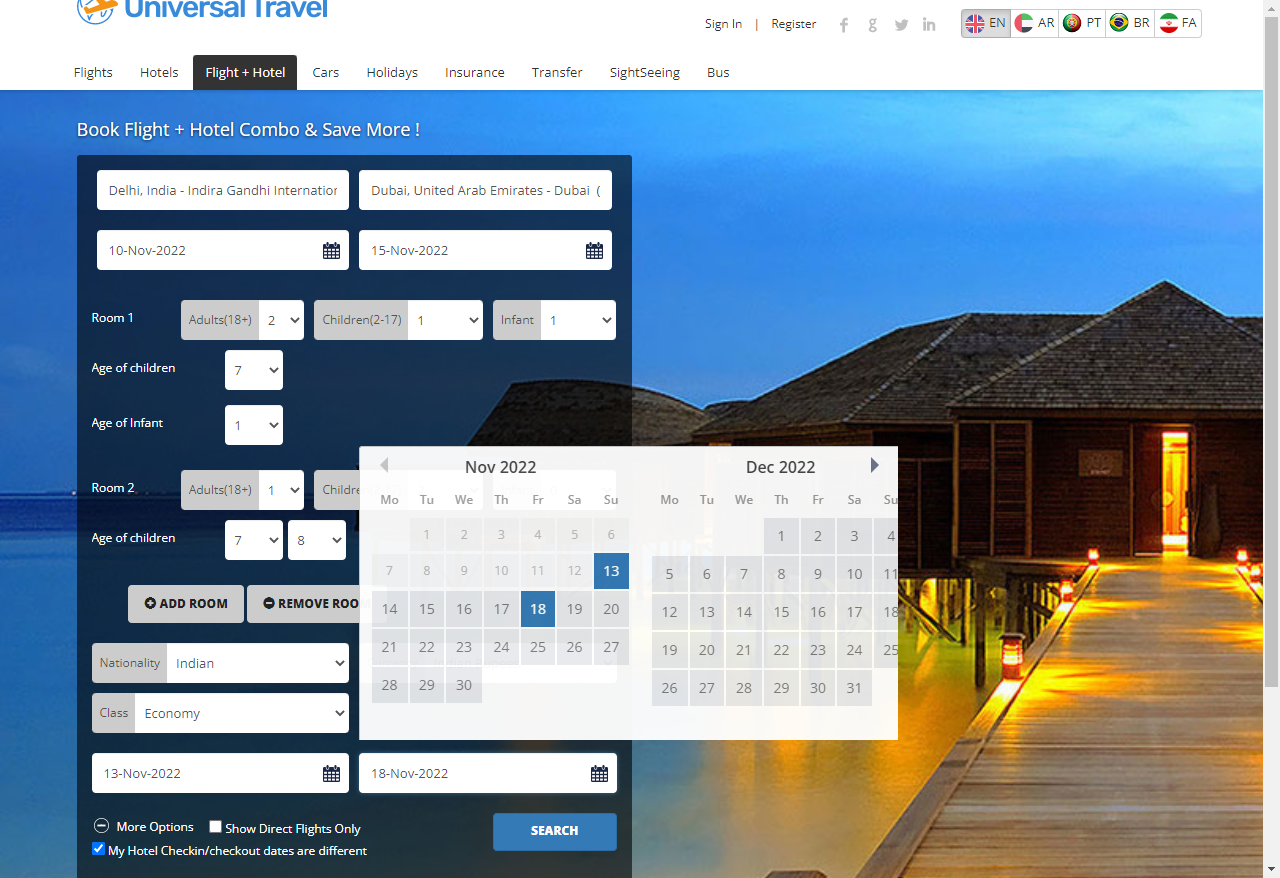 Universal Travel
Sign In | Register
EN AR PT BR FA
Flights Hotels Flight + Hotel Cars Holidays Insurance Transfer SightSeeing Bus
Book Flight + Hotel Combo & Save More !
Delhi, India - Indira Gandhi Internation Dubai, United Arab Emirates - Dubai (
10-Nov-2022 15-Nov-2022
Room 1 Adults(18+) 2 Children(2-17) 1 Infant 1
Age of children 7
Age of Infant 1
Room 2 Adults(18+) 1 Childre
Age of children 7 8
ADD ROOM REMOVE ROO
Nationality Indian
Class Economy
Nov 2022
Mo Tu We Th Fr Sa Su
1 2 3 4 5 6
7 8 9 10 11 12 13
14 15 16 17 18 19 20
21 22 23 24 25 26 27
28 29 30
Dec 2022
Mo Tu We Th Fr Sa Su
1 2 3 4
5 6 7 8 9 10 11
12 13 14 15 16 17 18
19 20 21 22 23 24 25
26 27 28 29 30 31
13-Nov-2022 18-Nov-2022
More Options Show Direct Flights Only
SEARCH
My Hotel Checkin/checkout dates are different